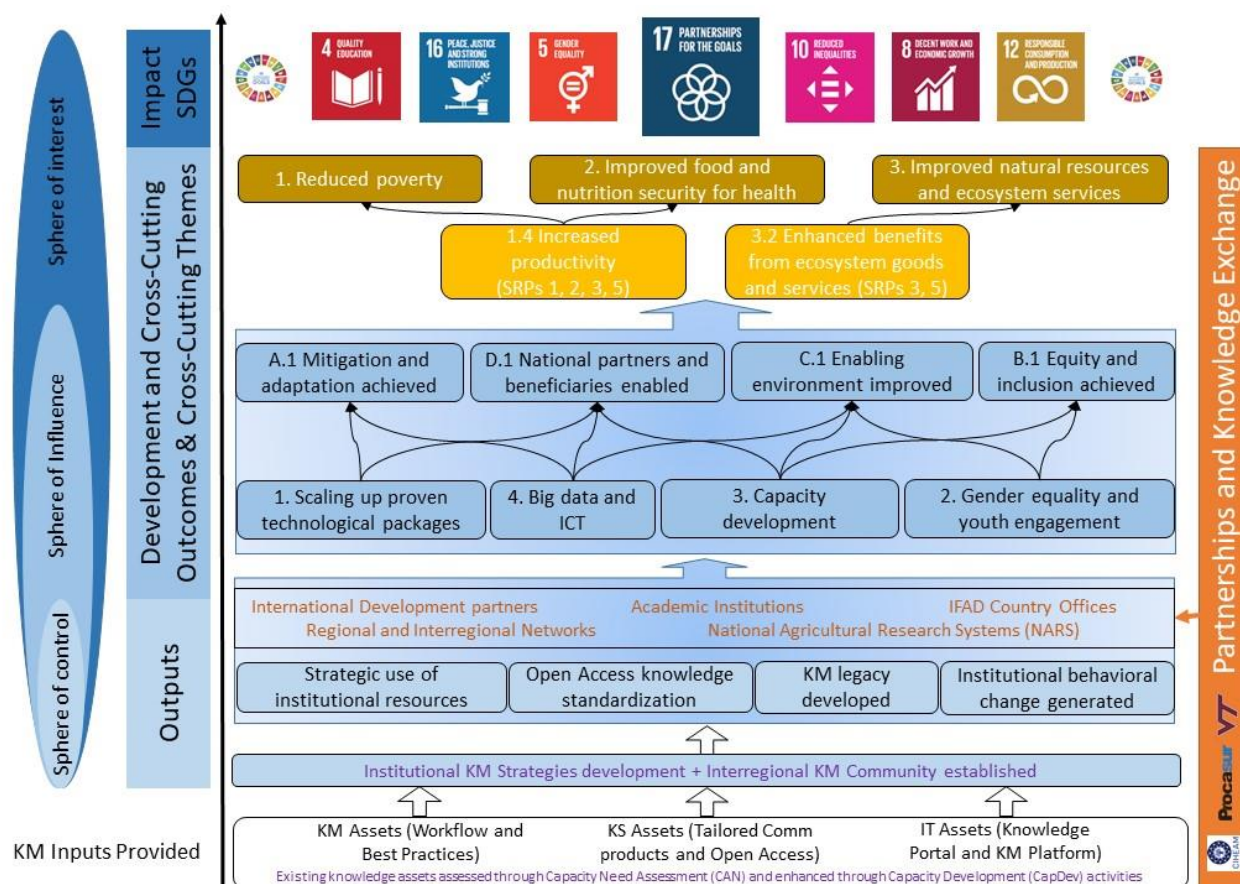 4 QUALITY
EDUCATION
16 PEACE, JUSTICE
AND STRONG
INSTITUTIONS
5 GENDER
EQUALITY
17 PARTNERSHIPS
FOR THE GOALS
10 REDUCED
INEQUALITIES
8 DECENT WORK AND
ECONOMIC GROWTH
12 RESPONSIBLE
CONSUMPTION
AND PRODUCTION
Impact
SDGs
Sphere of interest
Sphere of Influence
Sphere of control
Development and Cross-Cutting
Outcomes & Cross-Cutting Themes
Outputs
KM Inputs Provided
1. Reduced poverty
2. Improved food and
nutrition security for health
3. Improved natural resources
and ecosystem services
1.4 Increased
productivity
(SRPs 1, 2, 3, 5)
3.2 Enhanced benefits
from ecosystem goods
and services (SRPs 3, 5)
A.1 Mitigation and
adaptation achieved
D.1 National partners and
beneficiaries enabled
C.1 Enabling
environment improved
B.1 Equity and
inclusion achieved
1. Scaling up proven
technological packages
4. Big data and
ICT
3. Capacity
development
2. Gender equality and
youth engagement
International Development partners
Academic Institutions
IFAD Country Offices
Regional and Interregional Networks
National Agricultural Research Systems (NARS)
Strategic use of
institutional resources
Open Access knowledge
standardization
KM legacy
developed
Institutional behavioral
change generated
Institutional KM Strategies development + Interregional KM Community established
KM Assets (Workflow and
Best Practices)
KS Assets (Tailored Comm
products and Open Access)
IT Assets (Knowledge
Portal and KM Platform)
Existing knowledge assets assessed through Capacity Need Assessment (CAN) and enhanced through Capacity Development (CapDev) activities
Partnerships and Knowledge Exchange
VT
Procasur
CIHEAM